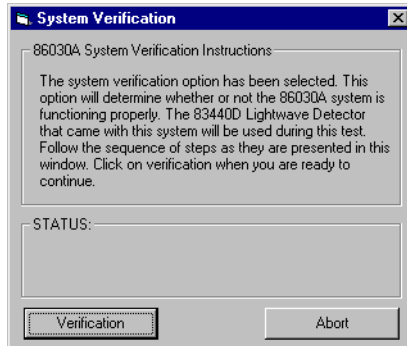 System Verification
86030A System Verification Instructions
The system verification option has been selected. This
option will determine whether or not the 86030A system is
functioning properly. The 83440D Lightwave Detector
that came with this system will be used during this test.
Follow the sequence of steps as they are presented in this
window. Click on verification when you are ready to
continue.
STATUS:
Verification
Abort